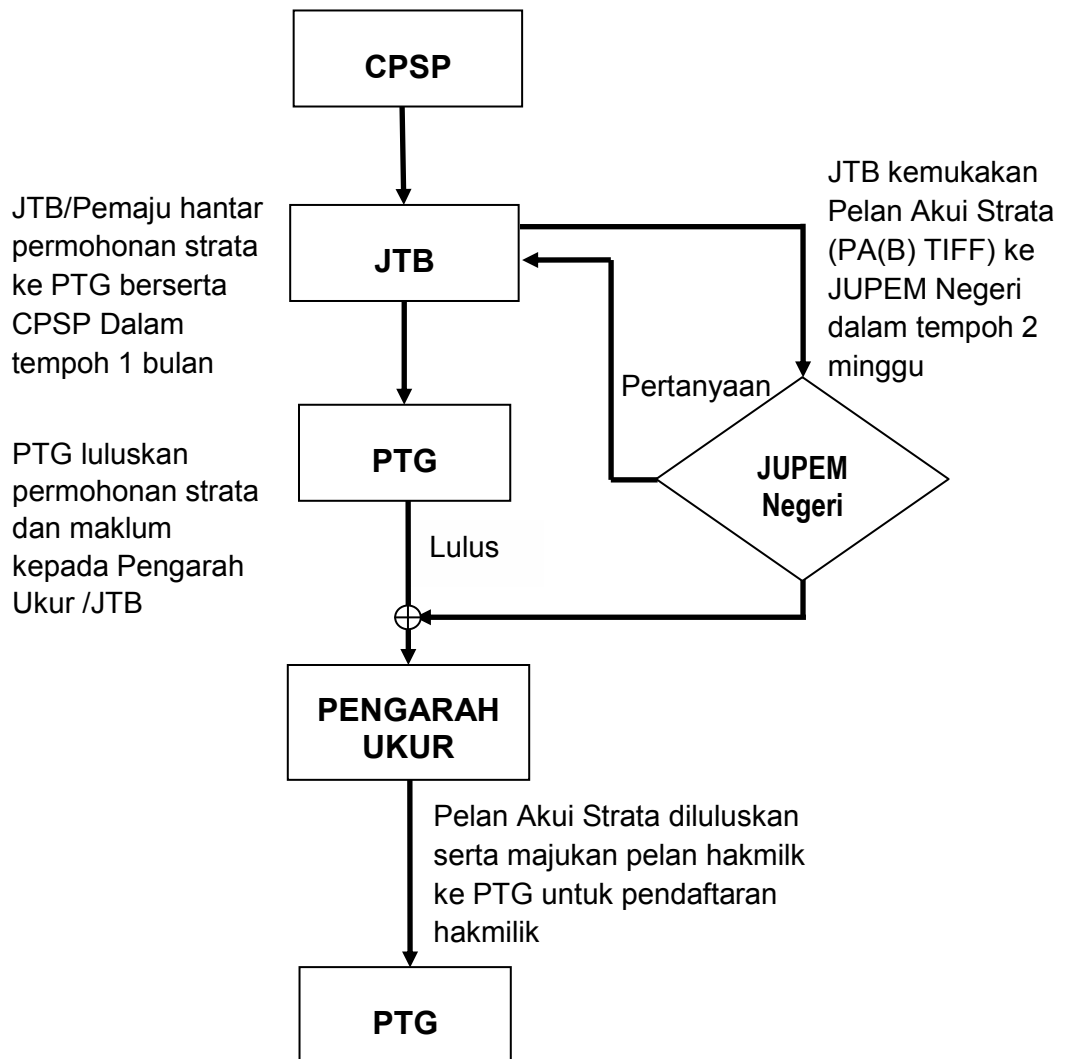 CPSP
JTB/Pemaju hantar
permohonan strata
ke PTG berserta
CPSP Dalam
tempoh 1 bulan
JTB
JTB kemukakan
Pelan Akui Strata
(PA(B) TIFF) ke
JUPEM Negeri
dalam tempoh 2
minggu
Pertanyaan
PTG luluskan
permohonan strata
dan maklum
kepada Pengarah
Ukur /JTB
PTG
JUPEM
Negeri
Lulus
PENGARAH
UKUR
Pelan Akui Strata diluluskan
serta majukan pelan hakmilk
ke PTG untuk pendaftaran
hakmilik
PTG